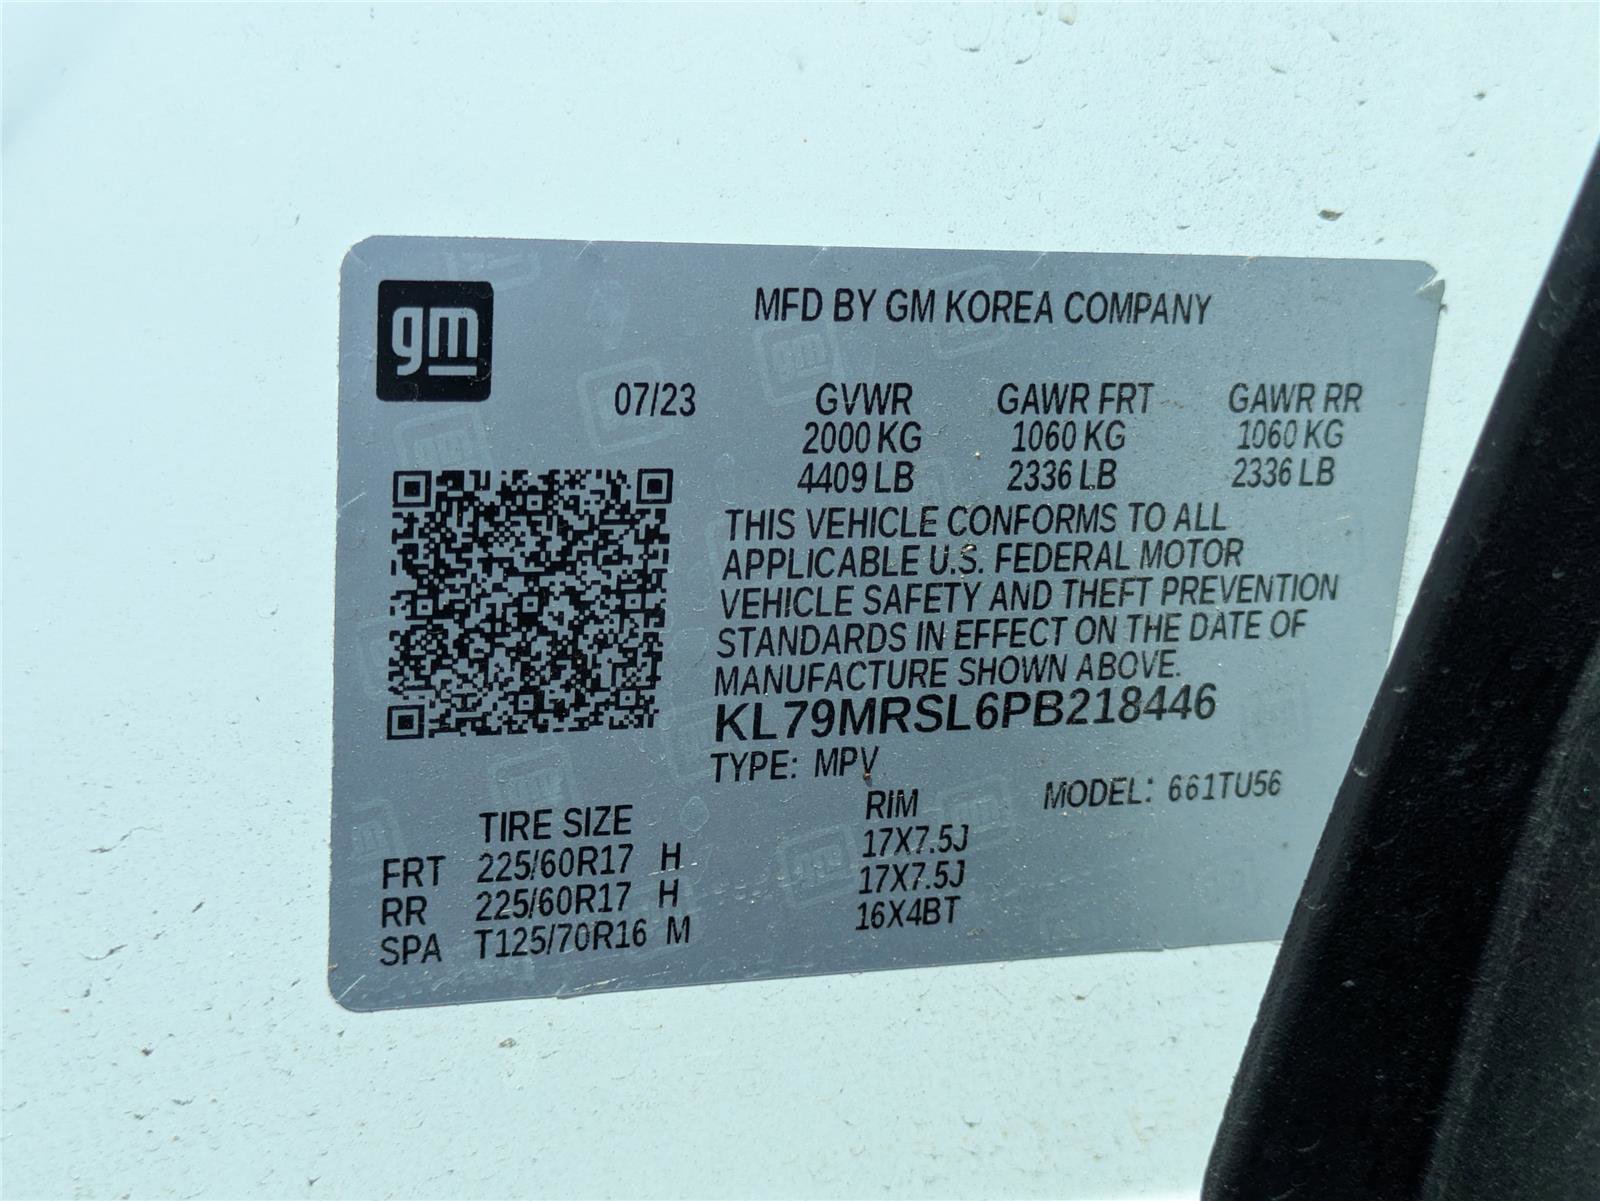 gm
MFD BY GM KOREA COMPANY
07/23 GVWR GAWR FRT GAWR RR
2000 KG 1060 KG 1060 KG
4409 LB 2336 LB 2336 LB
THIS VEHICLE CONFORMS TO ALL
APPLICABLE U.S. FEDERAL MOTOR
VEHICLE SAFETY AND THEFT PREVENTION
STANDARDS IN EFFECT ON THE DATE OF
MANUFACTURE SHOWN ABOVE.
KL79MRSL6PB218446
TYPE: MPV
MODEL: 661TU56
TIRE SIZE RIM
FRT 225/60R17 H 17X7.5J
RR 225/60R17 H 17X7.5J
SPA T125/70R16 M 16X4BT